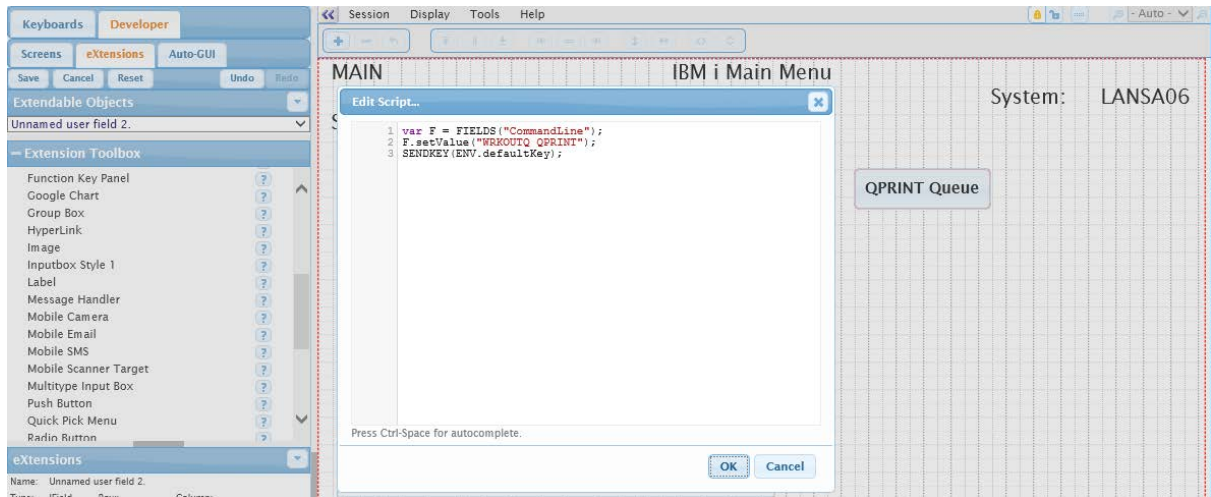 Session Display Tools Help
- Auto -
Keyboards Developer
Screens eXtensions Auto-GUI
Save Cancel Reset Undo Redo
Extendable Objects
Unnamed user field 2.
Extension Toolbox
Function Key Panel
Google Chart
Group Box
HyperLink
Image
Inputbox Style 1
Label
Message Handler
Mobile Camera
Mobile Email
Mobile SMS
Mobile Scanner Target
Multitype Input Box
Push Button
Quick Pick Menu
Radio Button
eXtensions
Name: Unnamed user field 2.
MAIN IBM i Main Menu
System: LANSA06
Edit Script...
1 var F = FIELDS("CommandLine");
2 F.setValue("WRKOUTQ QPRINT");
3 SENDKEY(ENV.defaultKey);
Press Ctrl-Space for autocomplete.
OK Cancel
QPRINT Queue